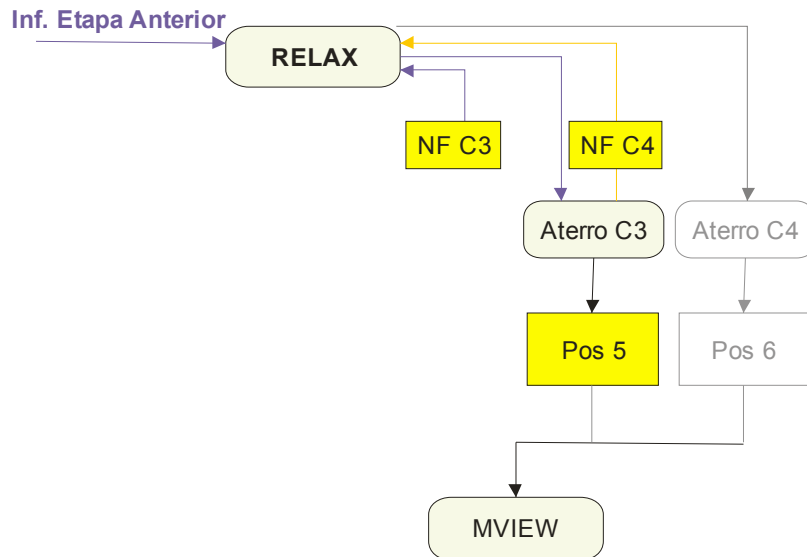 Inf. Etapa Anterior
RELAX
NF C3
NF C4
Aterro C3
Aterro C4
Pos 5
Pos 6
MVIEW